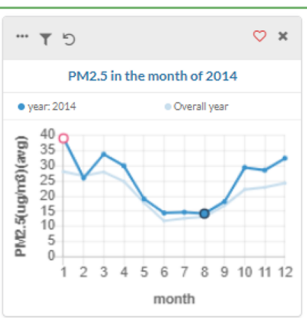 PM2.5 in the month of 2014
year: 2014 Overall year
PM2.5(ug/m3)(avg)
40
35
30
25
20
15
10
5
0
1 2 3 4 5 6 7 8 9 10 11 12
month